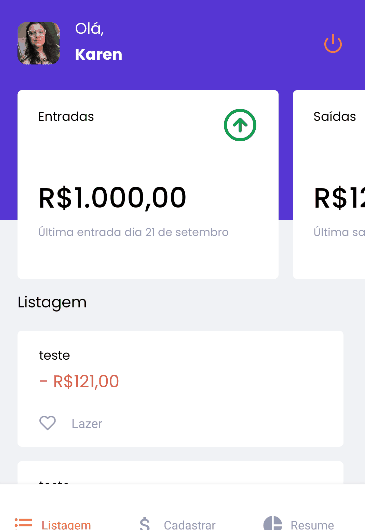 Olá,
Karen
Entradas
R$1.000,00
Última entrada dia 21 de setembro
Saídas
R$12
Última sa
Listagem
teste
- R$121,00
Lazer
teste
Listagem
Cadastrar
Resume